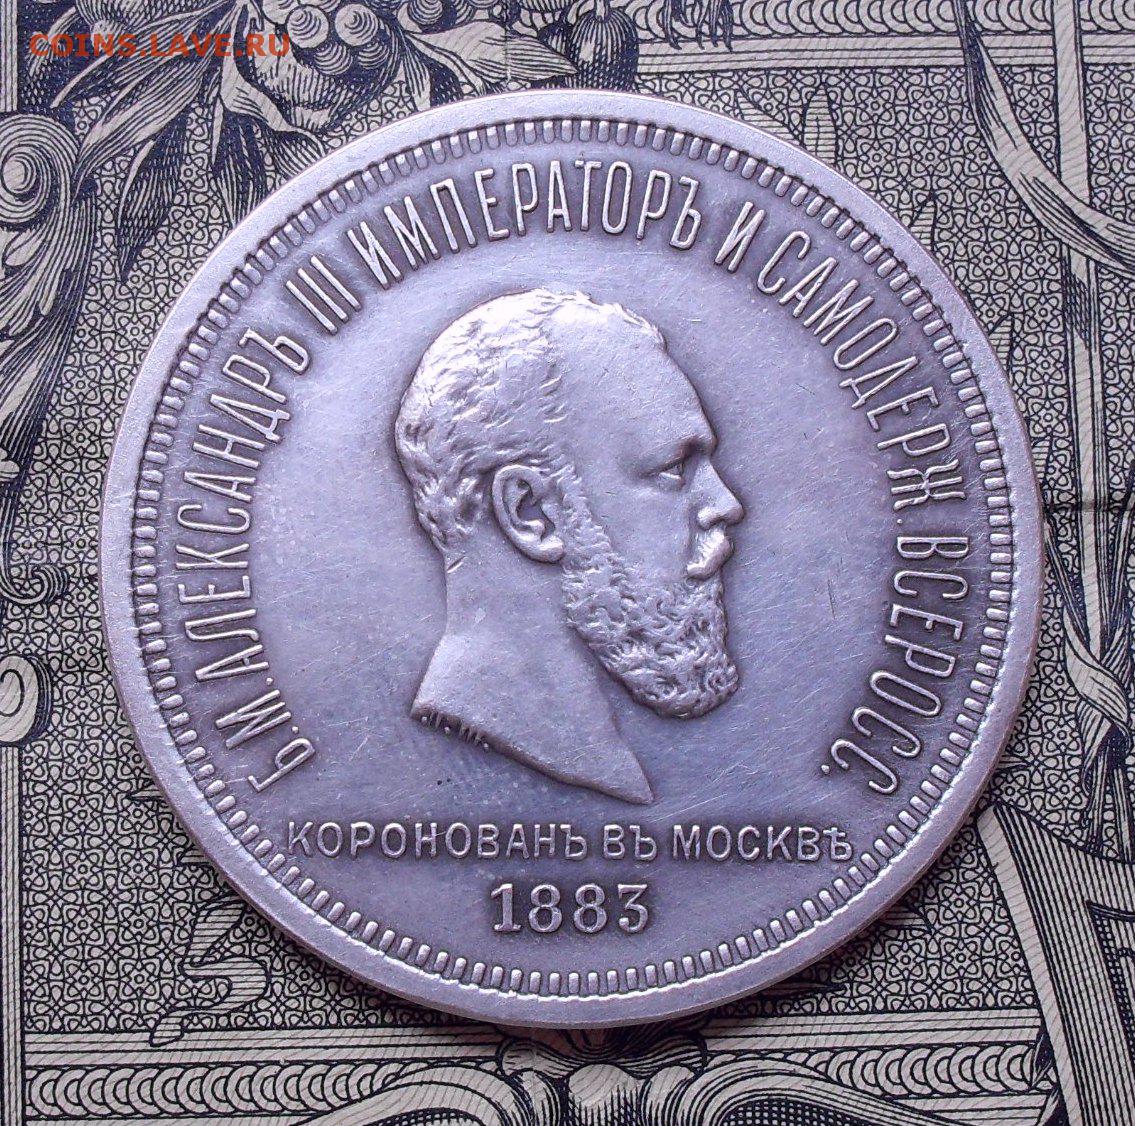 COINS.LAVE.RU
Б.М. АЛЕКСАНДРЪ III ИМПЕРАТОРЪ И САМОДЕРЖ. ВСЕРОСС.
Л.Ш.
КОРОНОВАНЪ ВЪ МОСКВѢ
1883